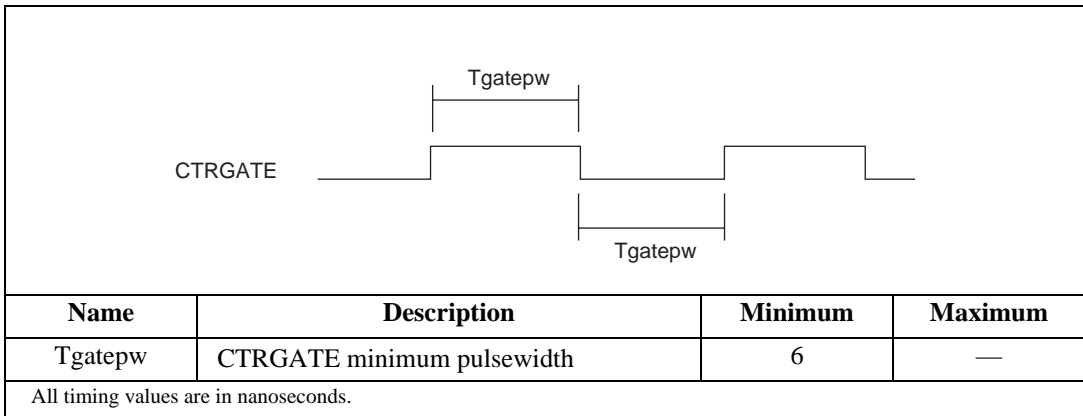 Tgatepw
CTRGATE
Tgatepw
Name Description Minimum Maximum
Tgatepw CTRGATE minimum pulsewidth 6 —
All timing values are in nanoseconds.